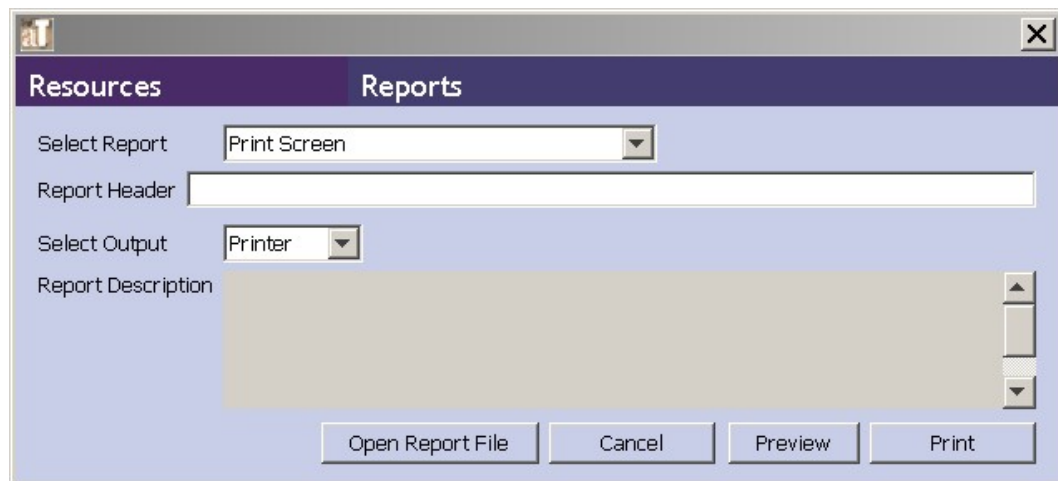 aT
Resources Reports
Select Report Print Screen
Report Header
Select Output Printer
Report Description
Open Report File Cancel Preview Print